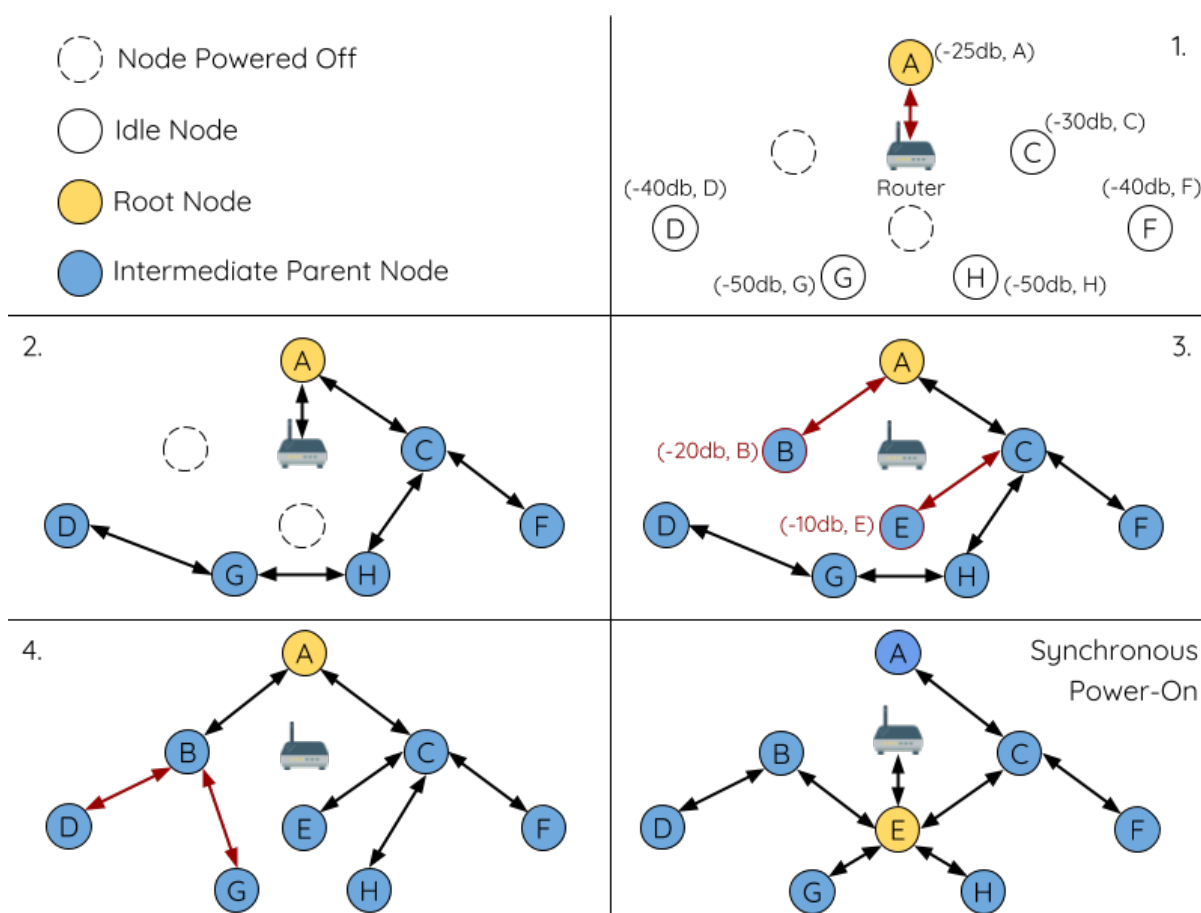 Node Powered Off
Idle Node
Root Node
Intermediate Parent Node
1.
A
(-25db, A)
(-30db, C)
C
Router
(-40db, D)
D
(-40db, F)
F
(-50db, G)
G
H
(-50db, H)
2.
A
C
D
F
G
H
3.
A
(-20db, B)
B
C
D
(-10db, E)
E
F
G
H
4.
A
B
C
D
E
F
G
H
Synchronous
Power-On
A
B
C
D
E
F
G
H